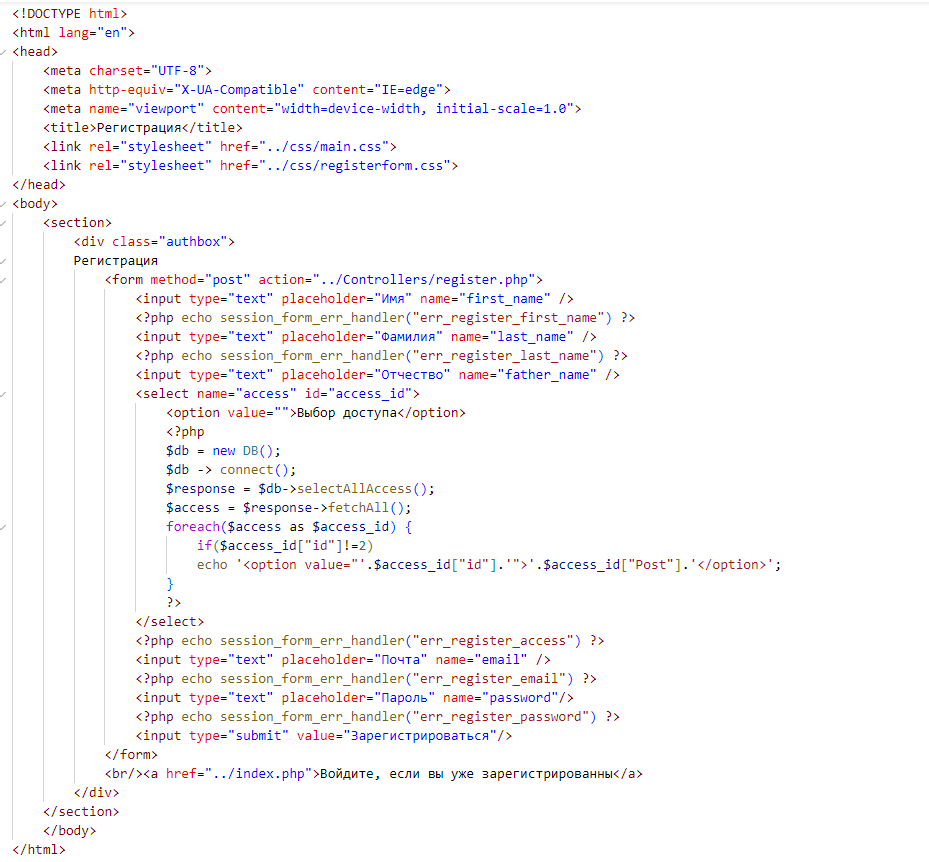 <!DOCTYPE html>
<html lang="en">
<head>
    <meta charset="UTF-8">
    <meta http-equiv="X-UA-Compatible" content="IE=edge">
    <meta name="viewport" content="width=device-width, initial-scale=1.0">
    <title>Регистрация</title>
    <link rel="stylesheet" href="../css/main.css">
    <link rel="stylesheet" href="../css/registerform.css">
</head>
<body>
    <section>
        <div class="authbox">
        Регистрация
            <form method="post" action="../Controllers/register.php">
                <input type="text" placeholder="Имя" name="first_name" />
                <?php echo session_form_err_handler("err_register_first_name") ?>
                <input type="text" placeholder="Фамилия" name="last_name" />
                <?php echo session_form_err_handler("err_register_last_name") ?>
                <input type="text" placeholder="Отчество" name="father_name" />
                <select name="access" id="access_id">
                    <option value="">Выбор доступа</option>
                    <?php
                    $db = new DB();
                    $db -> connect();
                    $response = $db->selectAllAccess();
                    $access = $response->fetchAll();
                    foreach($access as $access_id) {
                        if($access_id["id"]!=2)
                        echo '<option value="'.$access_id["id"].'">'.$access_id["Post"].'</option>';
                    }
                    ?>
                </select>
                <?php echo session_form_err_handler("err_register_access") ?>
                <input type="text" placeholder="Почта" name="email" />
                <?php echo session_form_err_handler("err_register_email") ?>
                <input type="text" placeholder="Пароль" name="password"/>
                <?php echo session_form_err_handler("err_register_password") ?>
                <input type="submit" value="Зарегистрироваться"/>
            </form>
            <br/><a href="../index.php">Войдите, если вы уже зарегистрированны</a>
        </div>
    </section>
    </body>
</html>